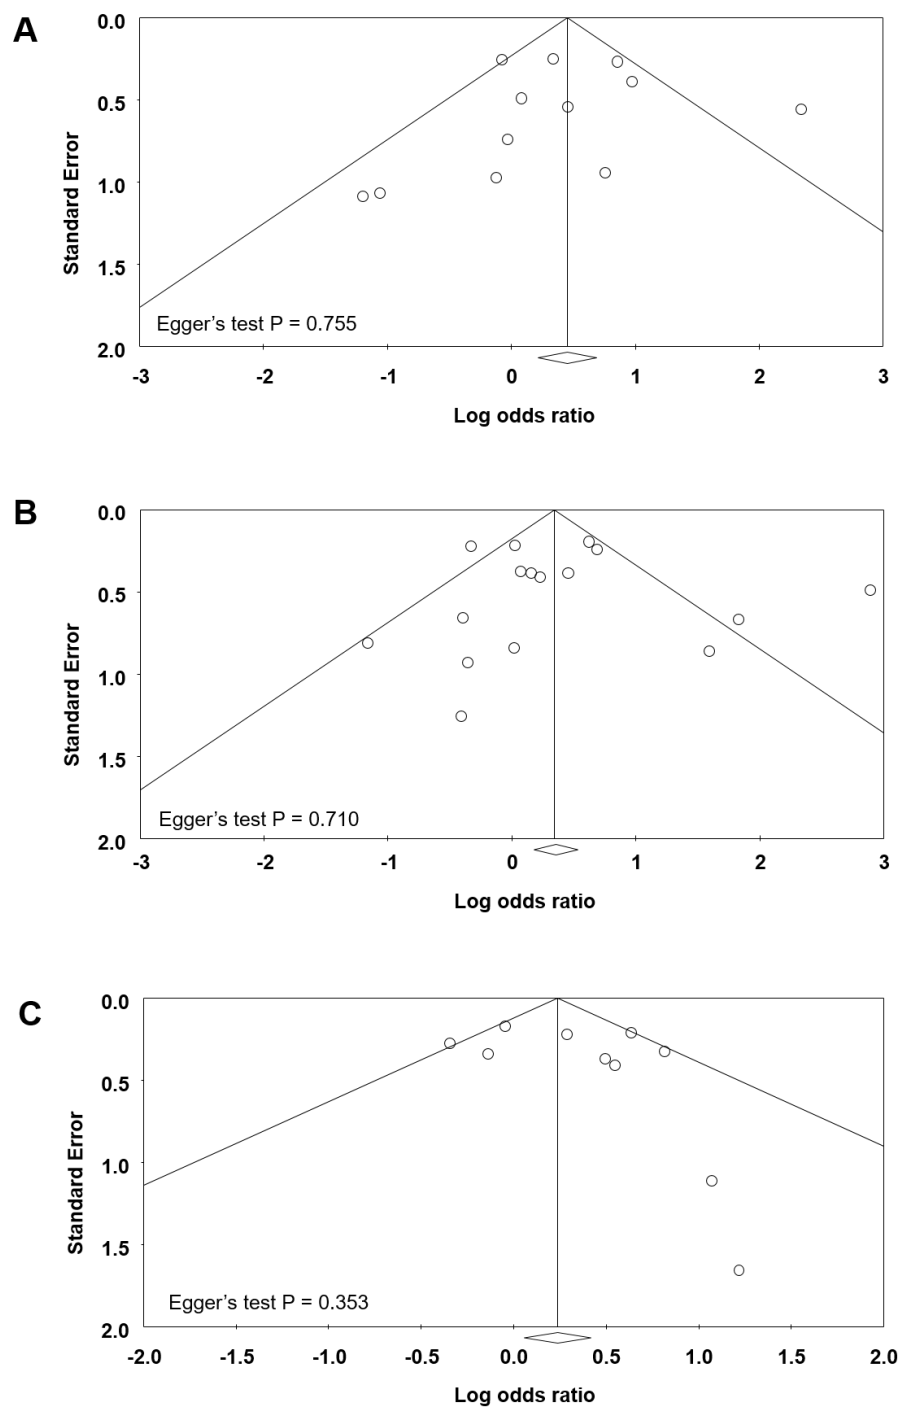 A
0.0
0.5
1.0
1.5
2.0
Standard Error
Egger’s test P = 0.755
-3 -2 -1 0 1 2 3
Log odds ratio
B
0.0
0.5
1.0
1.5
2.0
Standard Error
Egger’s test P = 0.710
-3 -2 -1 0 1 2 3
Log odds ratio
C
0.0
0.5
1.0
1.5
2.0
Standard Error
Egger’s test P = 0.353
-2.0 -1.5 -1.0 -0.5 0.0 0.5 1.0 1.5 2.0
Log odds ratio